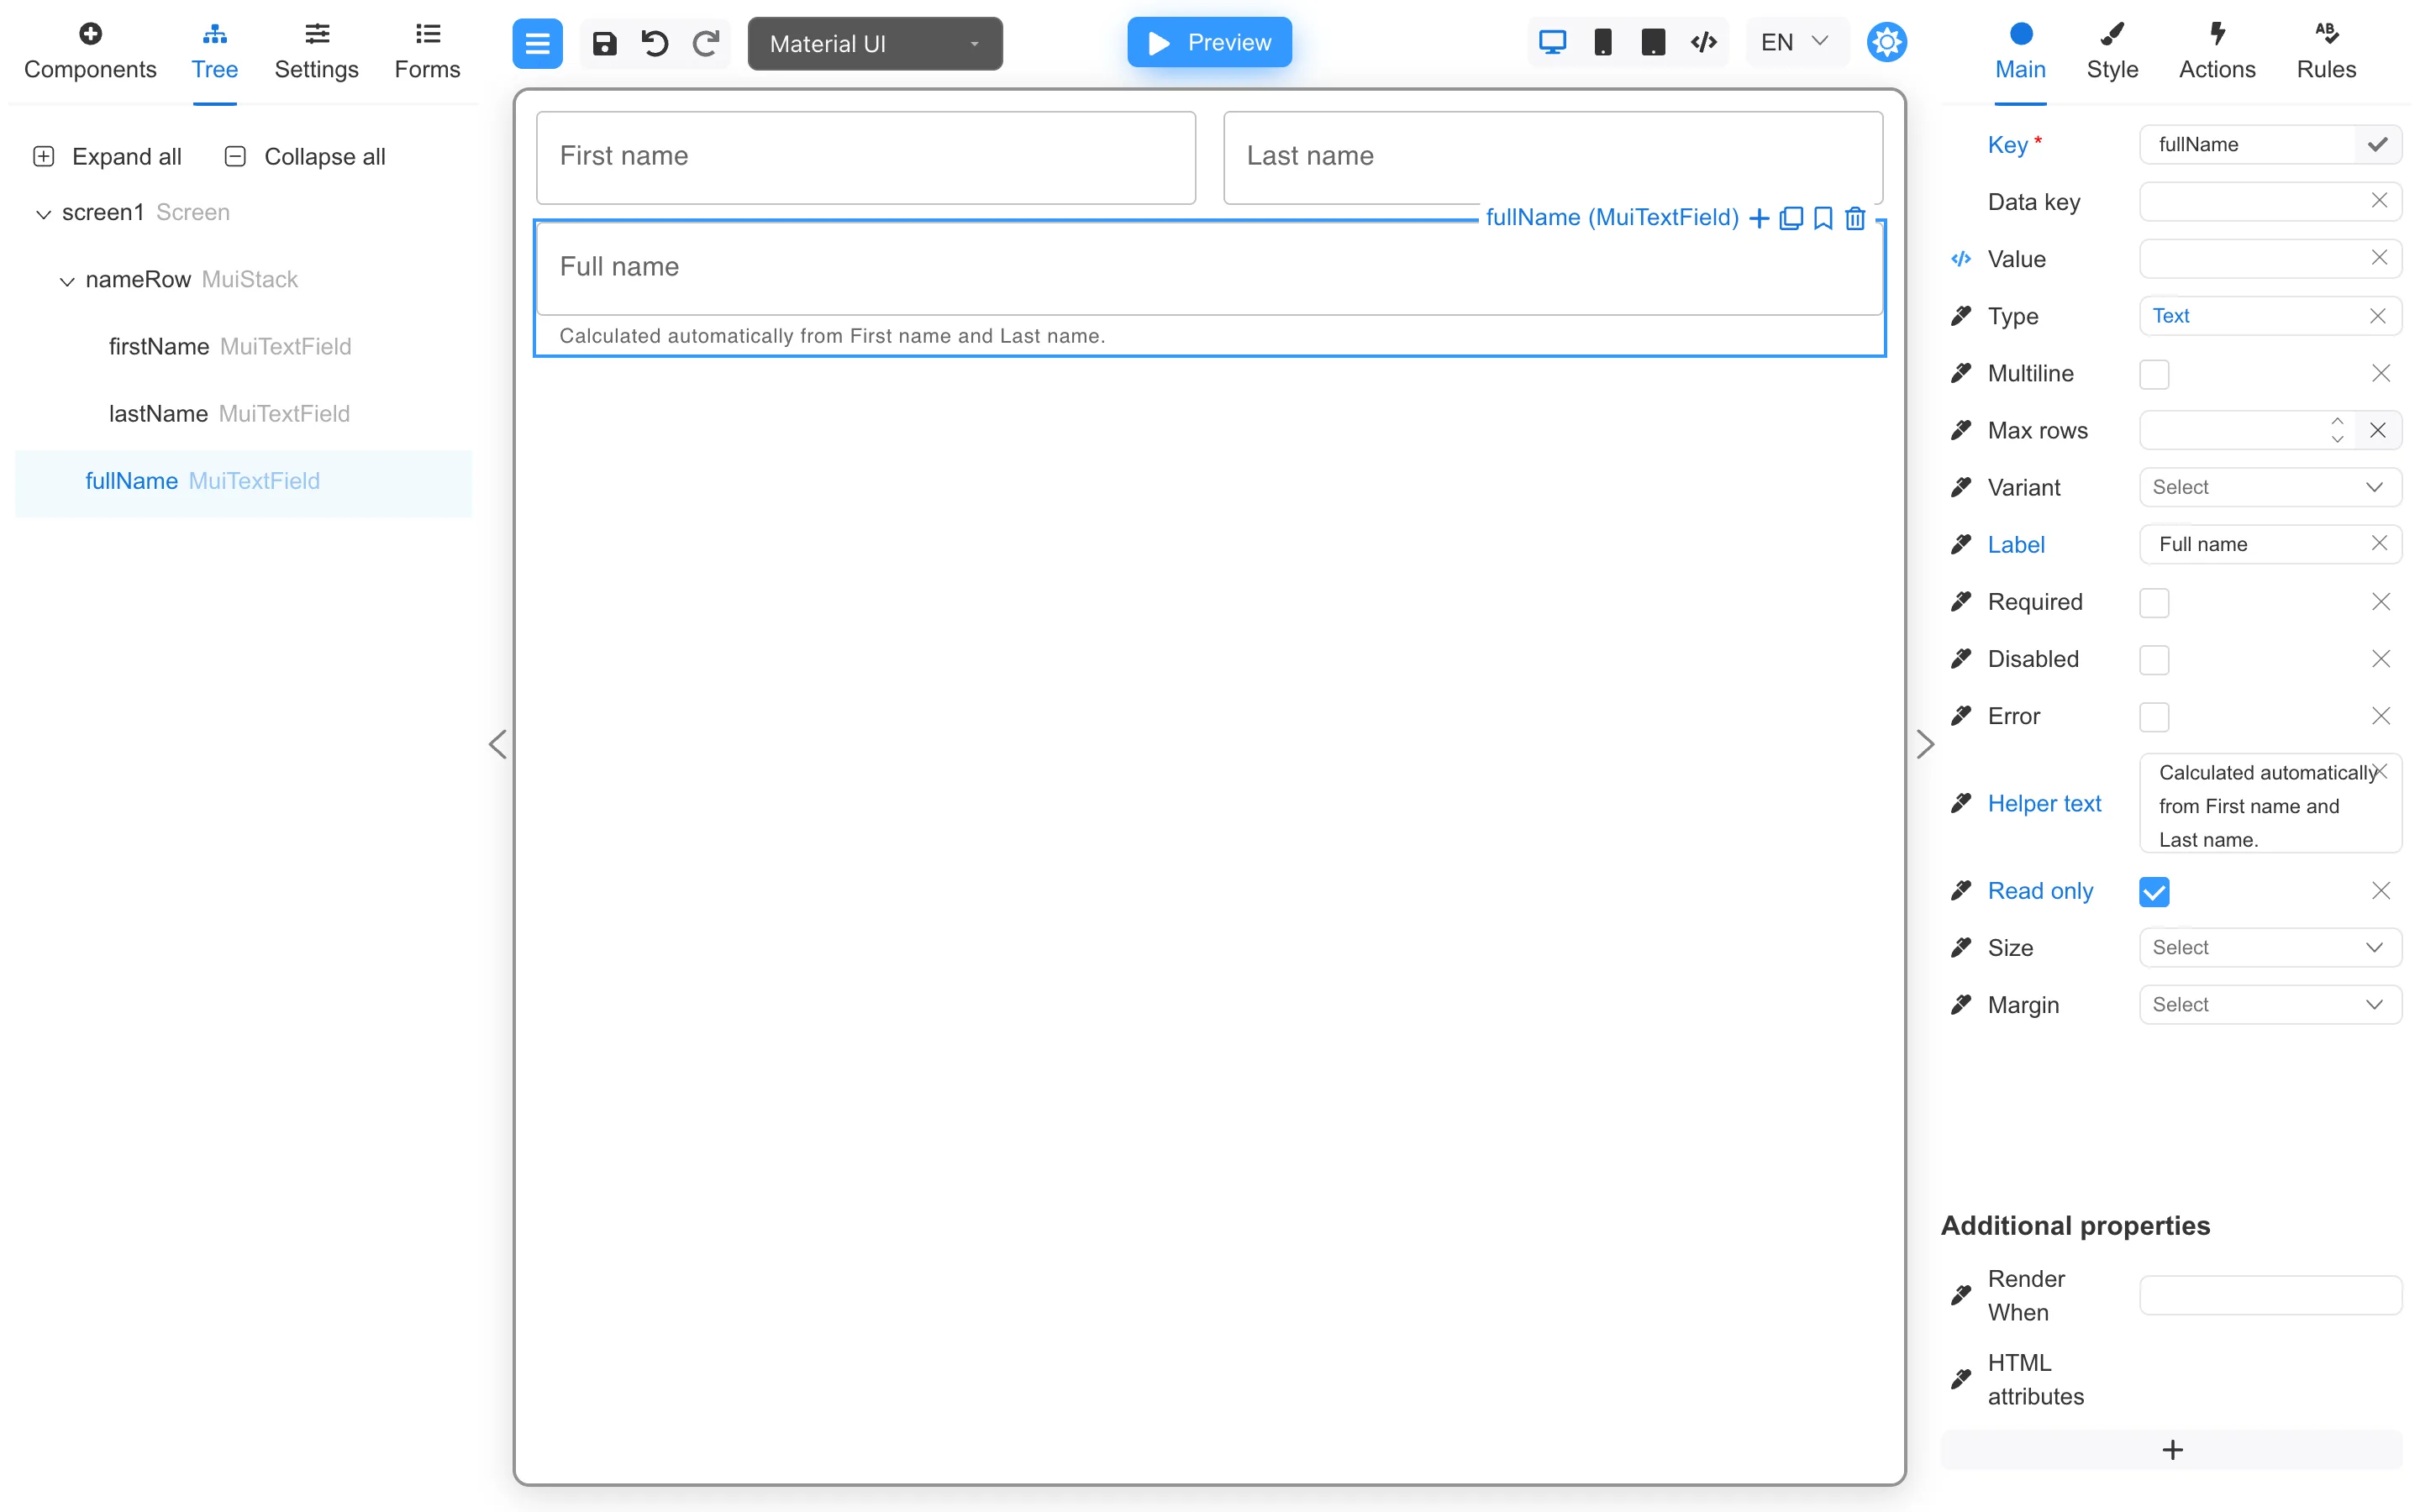 Components
Tree
Settings
Forms
Material UI
Preview
EN
Main
Style
Actions
Rules
Expand all
Collapse all
screen1 Screen
nameRow MuiStack
firstName MuiTextField
lastName MuiTextField
fullName MuiTextField
First name
Last name
fullName (MuiTextField)
Full name
Calculated automatically from First name and Last name.
Key *
fullName
Data key
Value
Type
Text
Multiline
Max rows
Variant
Select
Label
Full name
Required
Disabled
Error
Helper text
Calculated automatically
from First name and
Last name.
Read only
Size
Select
Margin
Select
Additional properties
Render
When
HTML
attributes